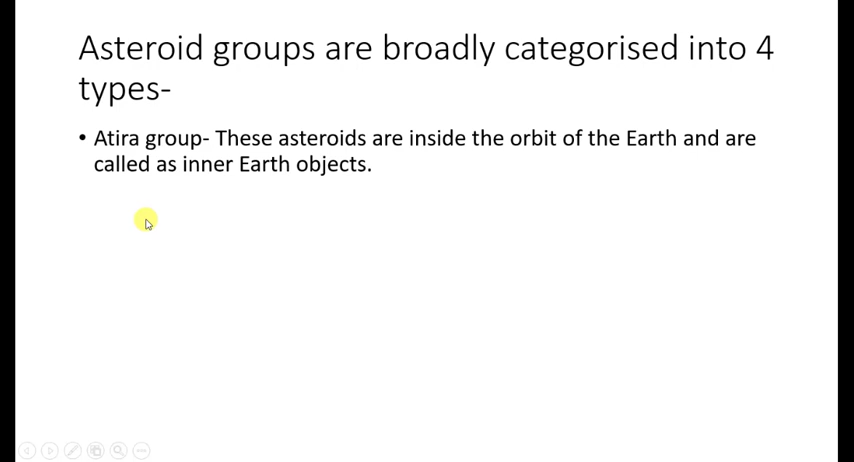 Asteroid groups are broadly categorised into 4
types-
• Atira group- These asteroids are inside the orbit of the Earth and are
called as inner Earth objects.